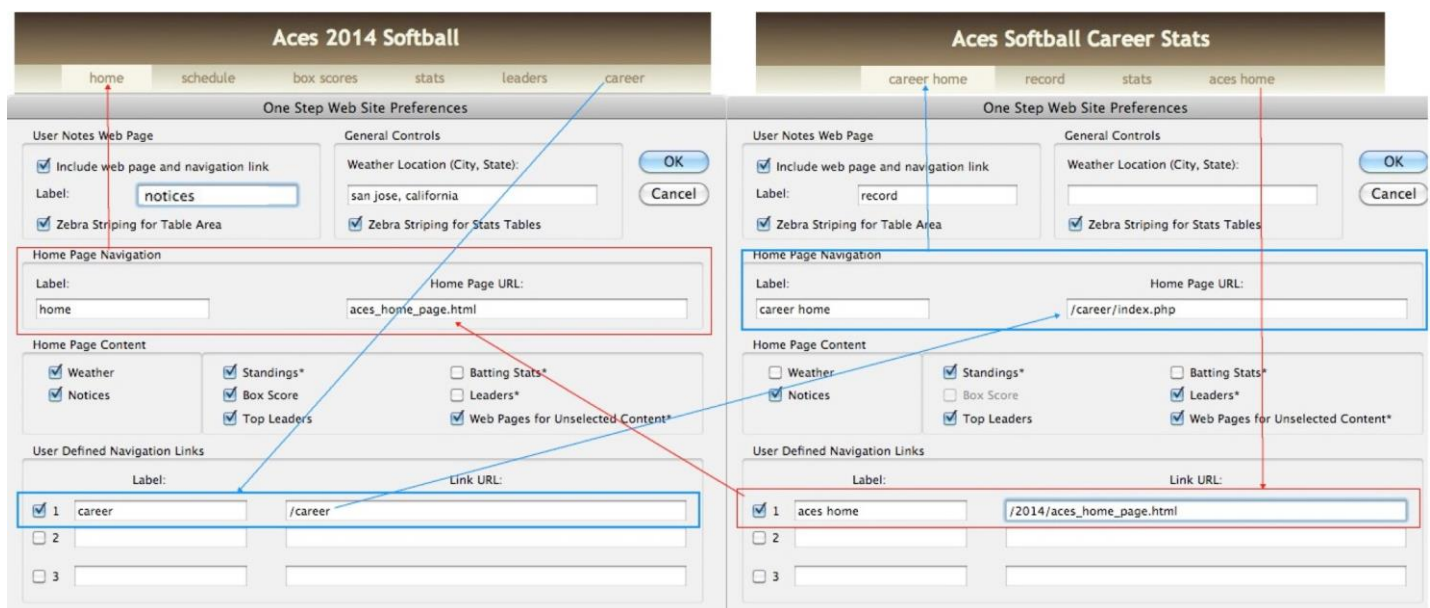 Aces 2014 Softball
home schedule box scores stats leaders career
One Step Web Site Preferences
User Notes Web Page General Controls
Include web page and navigation link Weather Location (City, State): OK
Label: notices san jose, california Cancel
Zebra Striping for Table Area Zebra Striping for Stats Tables
Home Page Navigation
Label: Home Page URL:
home aces_home_page.html
Home Page Content
Weather Standings* Batting Stats*
Notices Box Score Leaders*
Top Leaders Web Pages for Unselected Content*
User Defined Navigation Links
Label: Link URL:
1 career /career
2
3
Aces Softball Career Stats
career home record stats aces home
One Step Web Site Preferences
User Notes Web Page General Controls
Include web page and navigation link Weather Location (City, State): OK
Label: record Cancel
Zebra Striping for Table Area Zebra Striping for Stats Tables
Home Page Navigation
Label: Home Page URL:
career home /career/index.php
Home Page Content
Weather Standings* Batting Stats*
Notices Box Score Leaders*
Top Leaders Web Pages for Unselected Content*
User Defined Navigation Links
Label: Link URL:
1 aces home /2014/aces_home_page.html
2
3